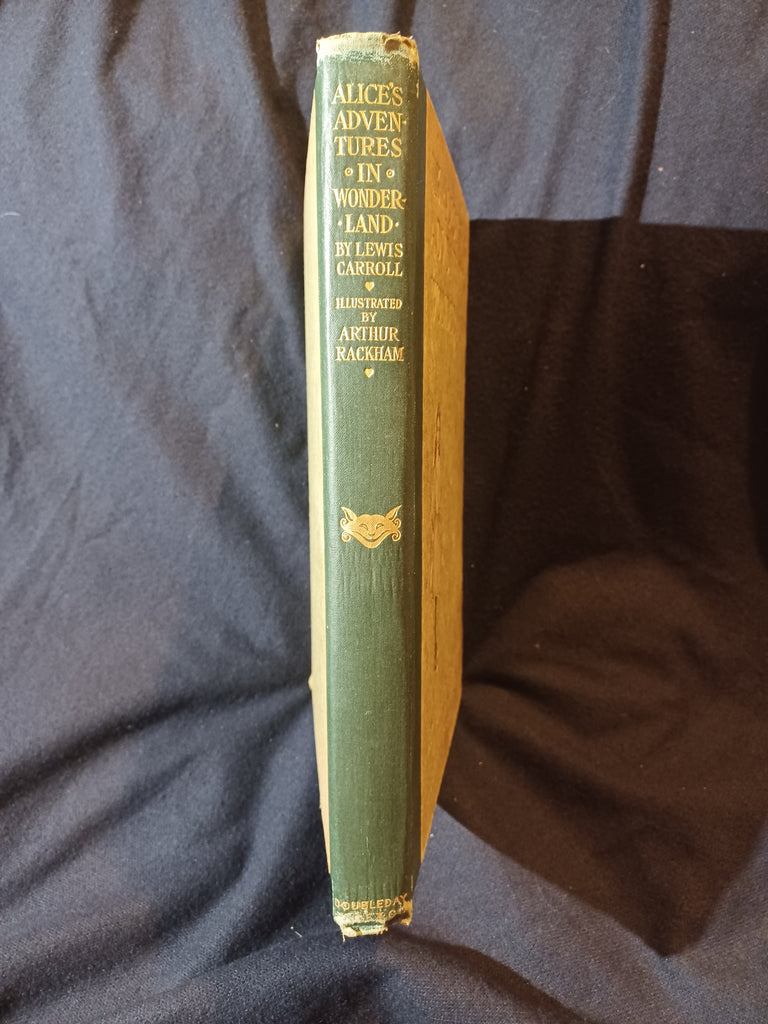 ALICE'S
ADVEN-
TURES
IN
WONDER-
LAND
BY LEWIS
CARROLL
ILLUSTRATED
BY
ARTHUR
RACKHAM
DOUBLEDAY